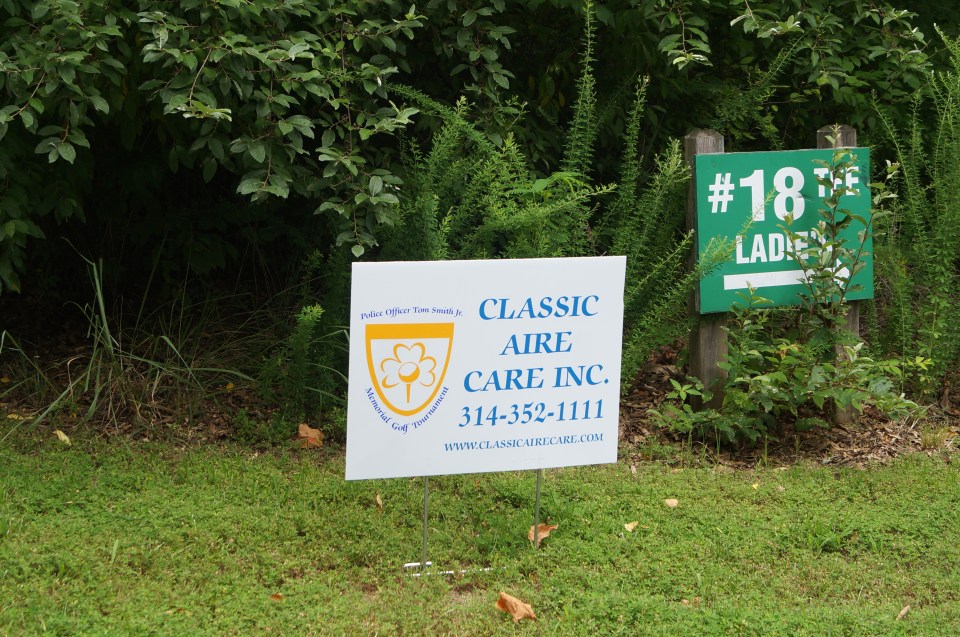 Police Officer Tom Smith Jr.
Memorial Golf Tournament
CLASSIC
AIRE
CARE INC.
314-352-1111
WWW.CLASSICAIRECARE.COM
#18